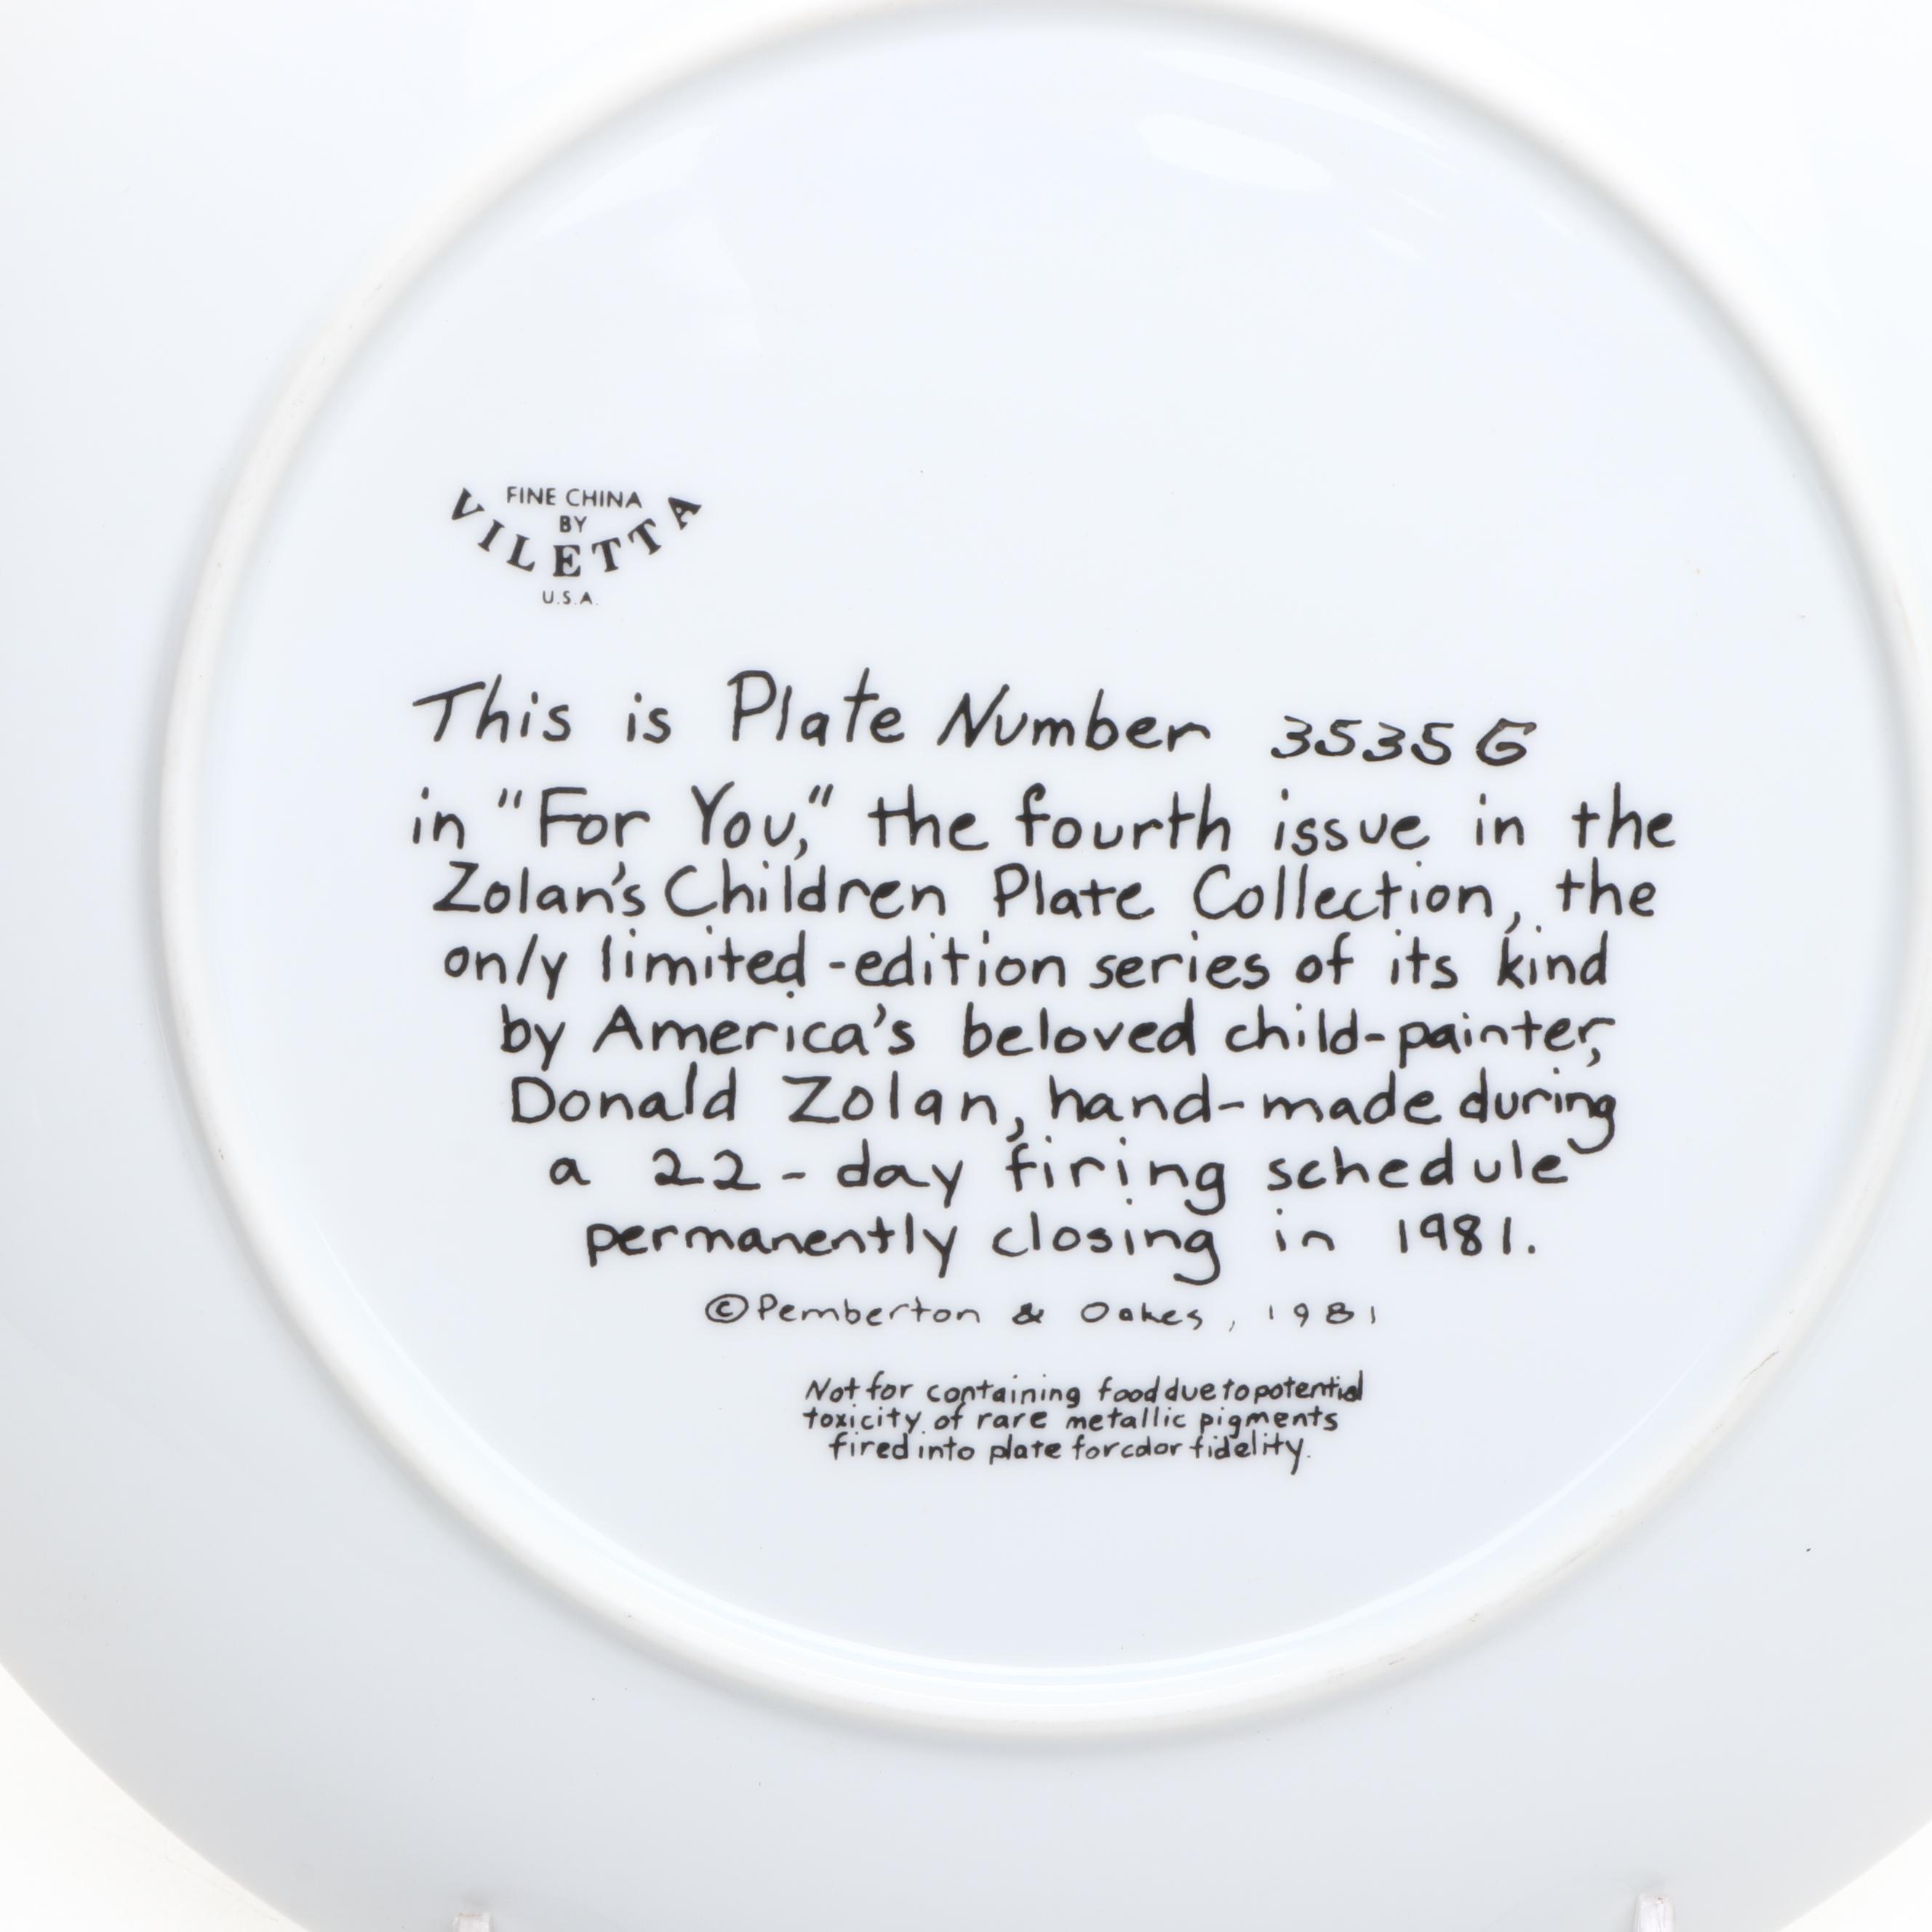 FINE CHINA
BY
VILETTA
U.S.A.
This is Plate Number 3535G
in "For You," the fourth issue in the
Zolan's Children Plate Collection, the
only limited-edition series of its kind
by America's beloved child-painter,
Donald Zolan, hand-made during
a 22-day firing schedule
permanently closing in 1981.
©Pemberton & Oakes, 1981
Not for containing food due to potential
toxicity of rare metallic pigments
fired into plate for color fidelity.